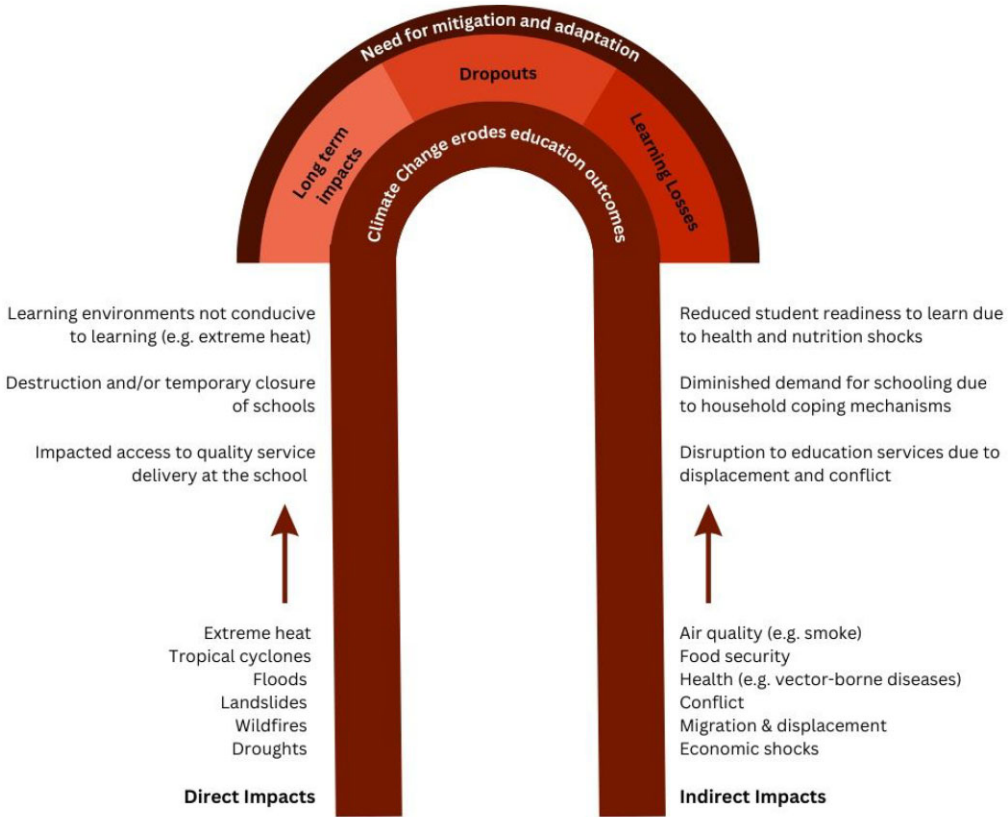 Need for mitigation and adaptation
Dropouts
Long term
impacts
Learning Losses
Climate Change erodes education outcomes
Learning environments not conducive
to learning (e.g. extreme heat)
Destruction and/or temporary closure
of schools
Impacted access to quality service
delivery at the school
Extreme heat
Tropical cyclones
Floods
Landslides
Wildfires
Droughts
Direct Impacts
Reduced student readiness to learn due
to health and nutrition shocks
Diminished demand for schooling due
to household coping mechanisms
Disruption to education services due to
displacement and conflict
Air quality (e.g. smoke)
Food security
Health (e.g. vector-borne diseases)
Conflict
Migration & displacement
Economic shocks
Indirect Impacts